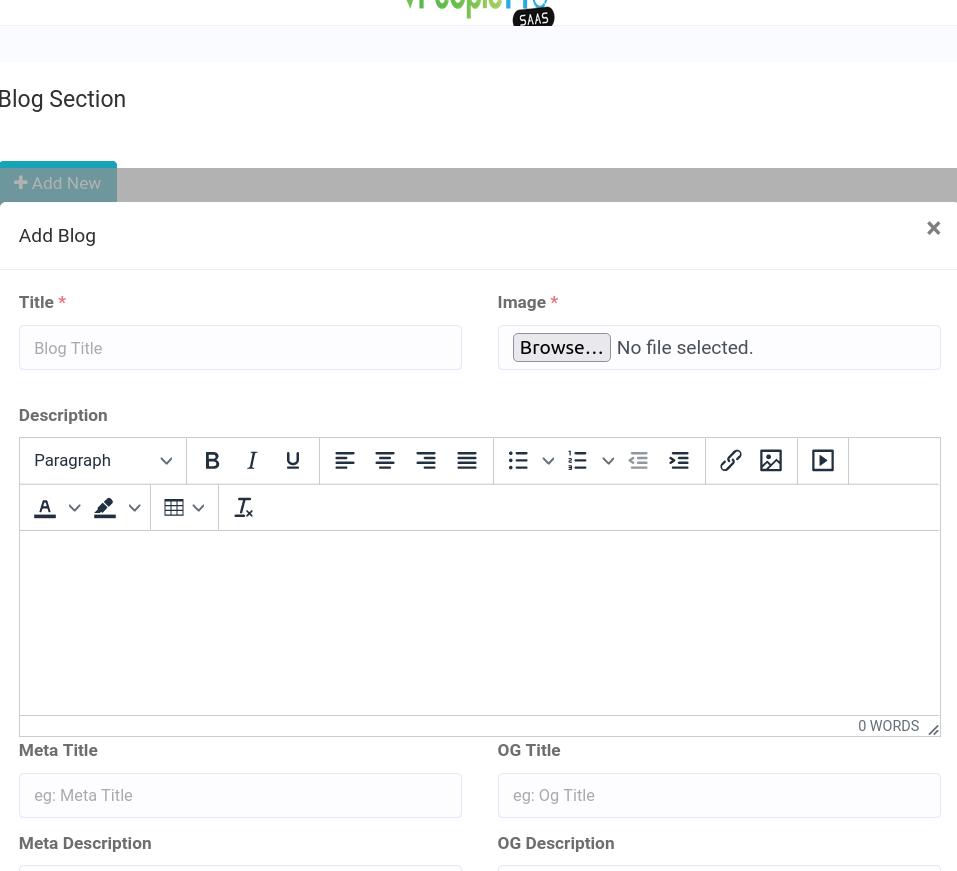 SAAS
Blog Section
Add New
Add Blog
×
Title *
Image *
Blog Title
Browse... No file selected.
Description
Paragraph
B I U
A
0 WORDS
Meta Title
OG Title
eg: Meta Title
eg: Og Title
Meta Description
OG Description